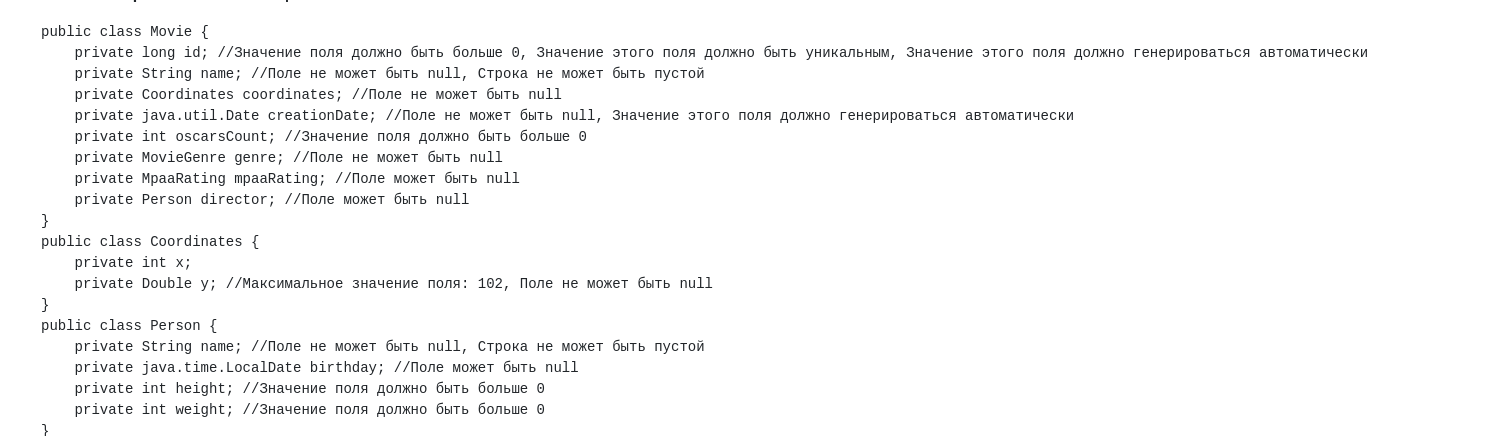 public class Movie {
    private long id; //Значение поля должно быть больше 0, Значение этого поля должно быть уникальным, Значение этого поля должно генерироваться автоматически
    private String name; //Поле не может быть null, Строка не может быть пустой
    private Coordinates coordinates; //Поле не может быть null
    private java.util.Date creationDate; //Поле не может быть null, Значение этого поля должно генерироваться автоматически
    private int oscarsCount; //Значение поля должно быть больше 0
    private MovieGenre genre; //Поле не может быть null
    private MpaaRating mpaaRating; //Поле может быть null
    private Person director; //Поле может быть null
}
public class Coordinates {
    private int x;
    private Double y; //Максимальное значение поля: 102, Поле не может быть null
}
public class Person {
    private String name; //Поле не может быть null, Строка не может быть пустой
    private java.time.LocalDate birthday; //Поле может быть null
    private int height; //Значение поля должно быть больше 0
    private int weight; //Значение поля должно быть больше 0
}